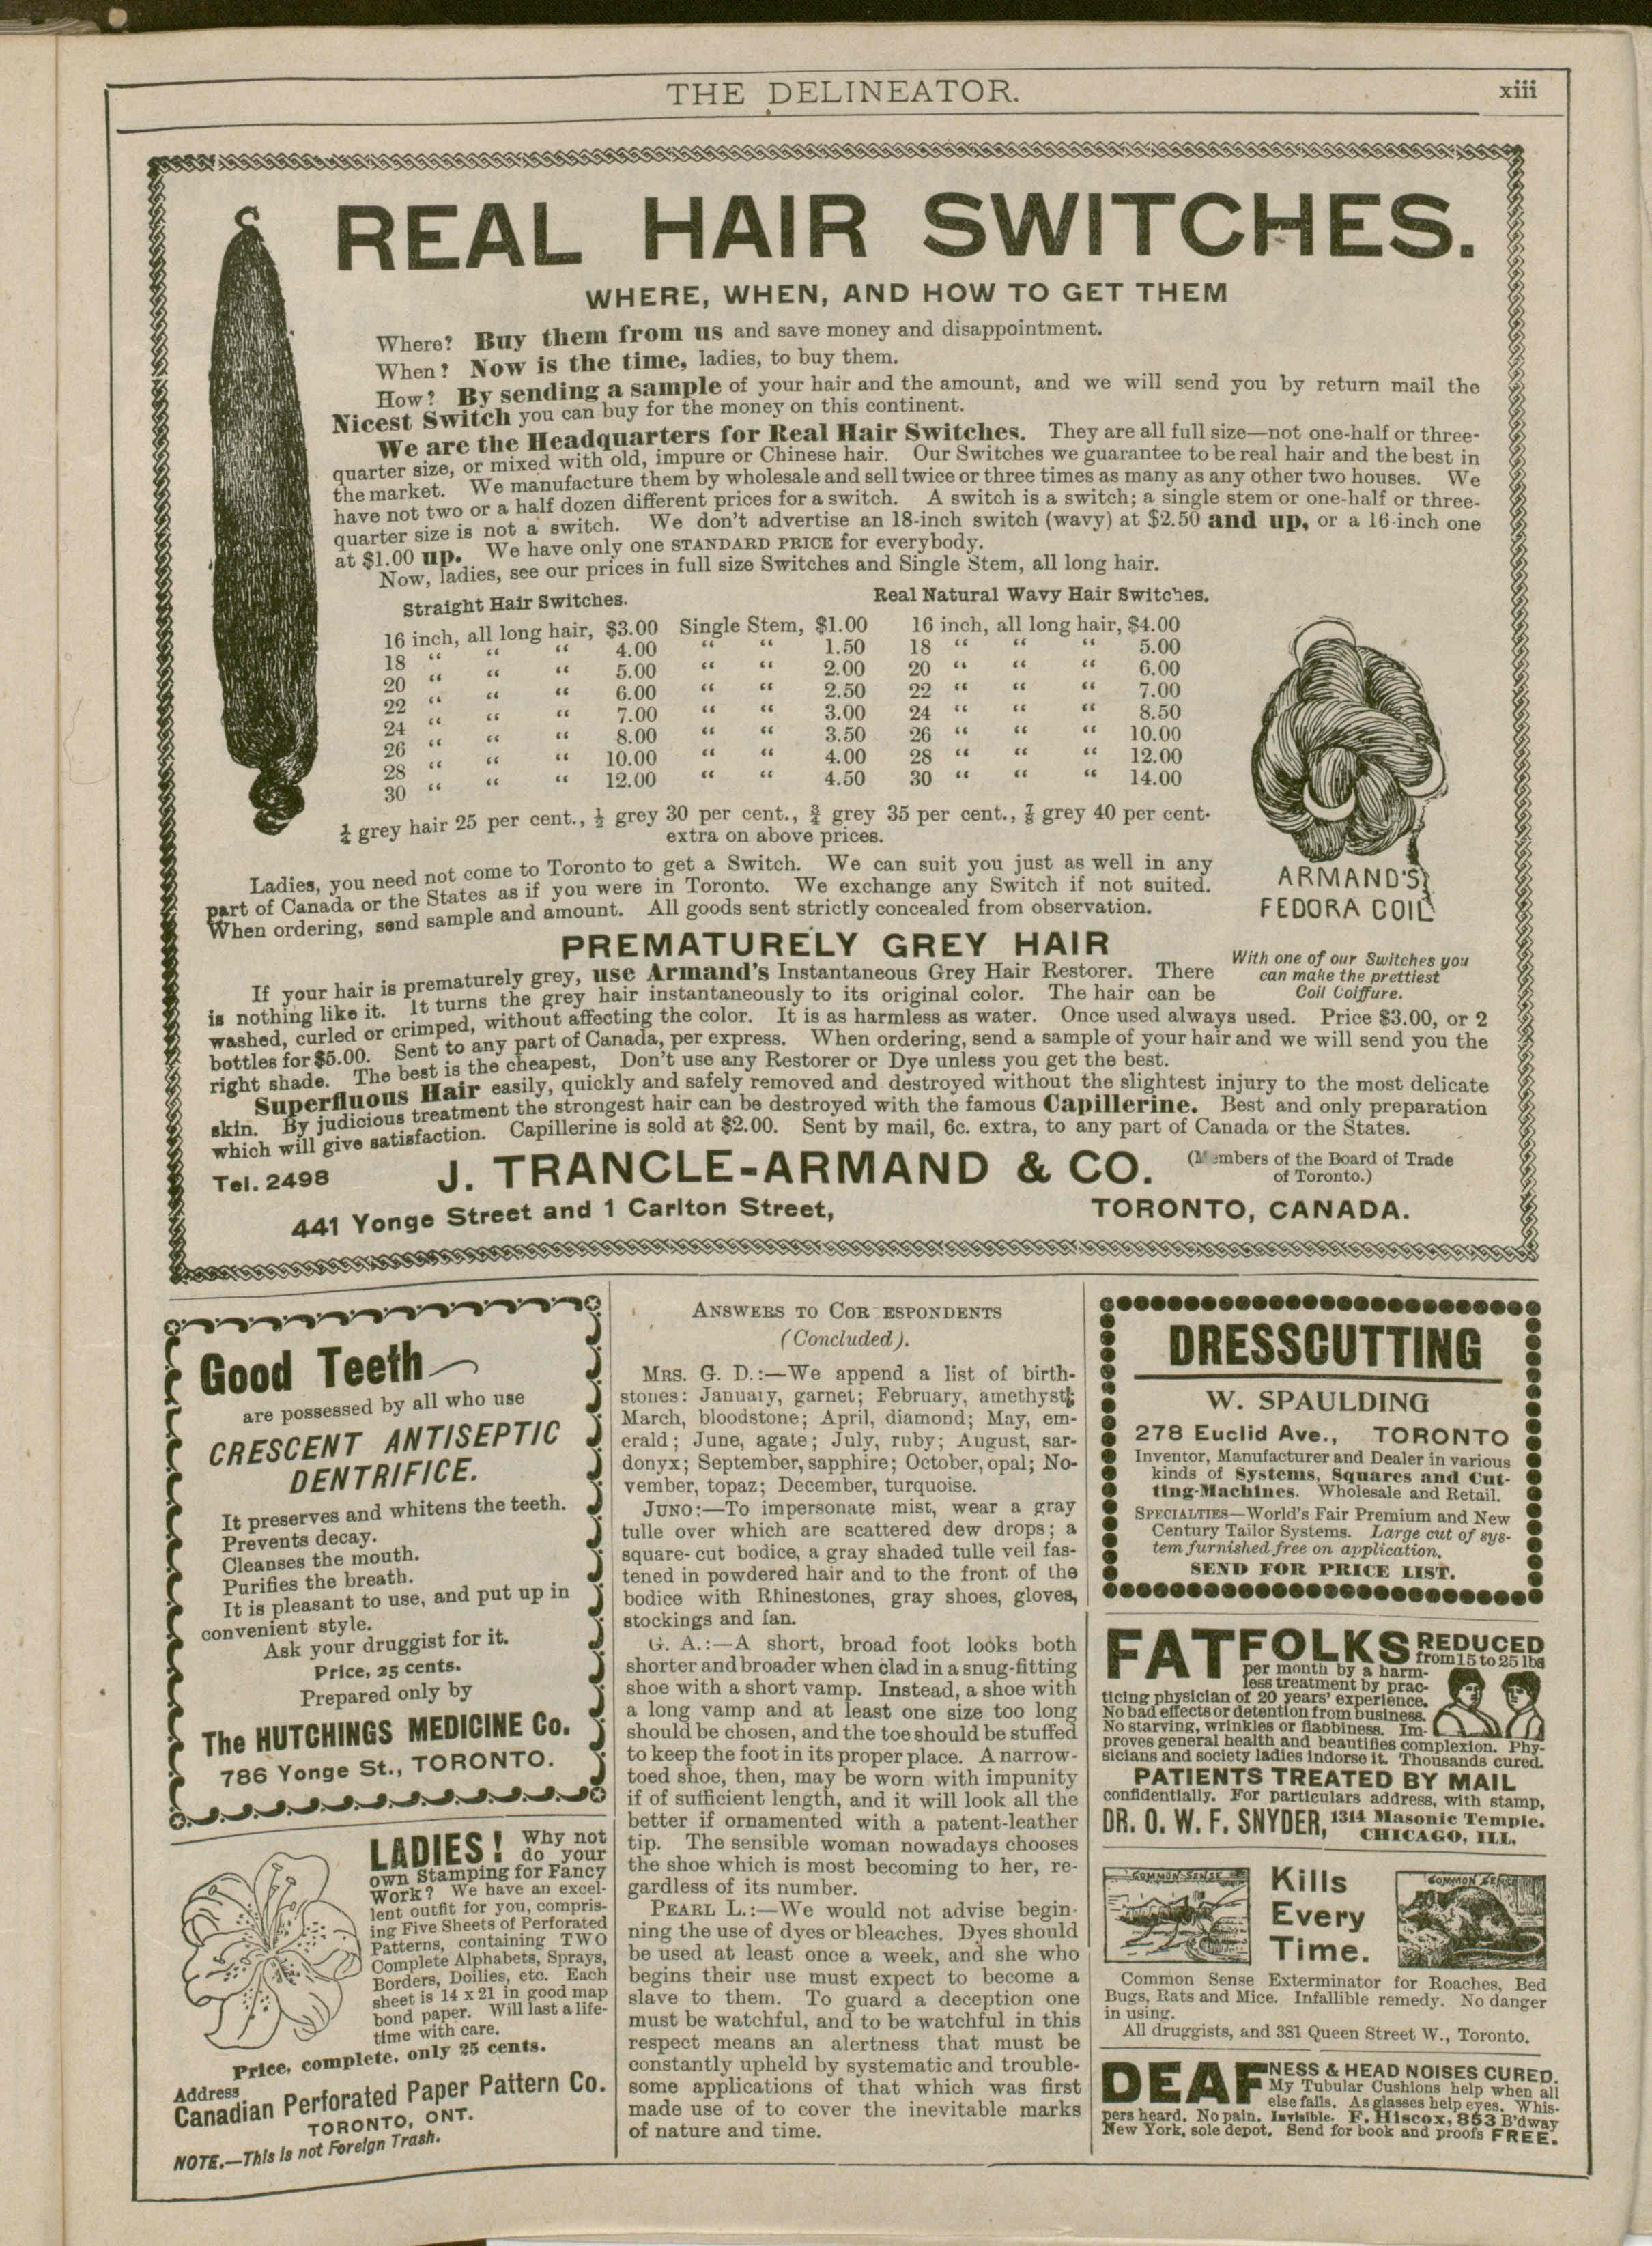 THE DELINEATOR.
xiii
REAL HAIR SWITCHES.
WHERE, WHEN, AND HOW TO GET THEM
Where? Buy them from us and save money and disappointment.
When? Now is the time, ladies, to buy them.
How? By sending a sample of your hair and the amount, and we will send you by return mail the
Nicest Switch you can buy for the money on this continent.
We are the Headquarters for Real Hair Switches. They are all full size—not one-half or three-
quarter size, or mixed with old, impure or Chinese hair. Our Switches we guarantee to be real hair and the best in
the market. We manufacture them by wholesale and sell twice or three times as many as any other two houses. We
have not two or a half dozen different prices for a switch. A switch is a switch; a single stem or one-half or three-
quarter size is not a switch. We don't advertise an 18-inch switch (wavy) at $2.50 and up, or a 16-inch one
at $1.00 up. We have only one STANDARD PRICE for everybody.
Now, ladies, see our prices in full size Switches and Single Stem, all long hair.
Straight Hair Switches. Real Natural Wavy Hair Switches.
16 inch, all long hair, $3.00 Single Stem, $1.00 16 inch, all long hair, $4.00
18 " " " 4.00 " " 1.50 18 " " " 5.00
20 " " " 5.00 " " 2.00 20 " " " 6.00
22 " " " 6.00 " " 2.50 22 " " " 7.00
24 " " " 7.00 " " 3.00 24 " " " 8.50
26 " " " 8.00 " " 3.50 26 " " " 10.00
28 " " " 10.00 " " 4.00 28 " " " 12.00
30 " " " 12.00 " " 4.50 30 " " " 14.00
¼ grey hair 25 per cent., ½ grey 30 per cent., ¾ grey 35 per cent., ⅞ grey 40 per cent.
extra on above prices.
Ladies, you need not come to Toronto to get a Switch. We can suit you just as well in any
part of Canada or the States as if you were in Toronto. We exchange any Switch if not suited.
When ordering, send sample and amount. All goods sent strictly concealed from observation.
ARMAND'S
FEDORA COIL
With one of our Switches you
can make the prettiest
Coil Coiffure.
PREMATURELY GREY HAIR
If your hair is prematurely grey, use Armand's Instantaneous Grey Hair Restorer. There
is nothing like it. It turns the grey hair instantaneously to its original color. The hair can be
washed, curled or crimped, without affecting the color. It is as harmless as water. Once used always used. Price $3.00, or 2
bottles for $5.00. Sent to any part of Canada, per express. When ordering, send a sample of your hair and we will send you the
right shade. The best is the cheapest, Don't use any Restorer or Dye unless you get the best.
Superfluous Hair easily, quickly and safely removed and destroyed without the slightest injury to the most delicate
skin. By judicious treatment the strongest hair can be destroyed with the famous Capillerine. Best and only preparation
which will give satisfaction. Capillerine is sold at $2.00. Sent by mail, 6c. extra, to any part of Canada or the States.
Tel. 2498 J. TRANCLE-ARMAND & CO. (Members of the Board of Trade
of Toronto.)
441 Yonge Street and 1 Carlton Street, TORONTO, CANADA.
Good Teeth
are possessed by all who use
CRESCENT ANTISEPTIC
DENTRIFICE.
It preserves and whitens the teeth.
Prevents decay.
Cleanses the mouth.
Purifies the breath.
It is pleasant to use, and put up in
convenient style.
Ask your druggist for it.
Price, 25 cents.
Prepared only by
The HUTCHINGS MEDICINE Co.
786 Yonge St., TORONTO.
LADIES! Why not
do your
own Stamping for Fancy
Work? We have an excel-
lent outfit for you, compris-
ing Five Sheets of Perforated
Patterns, containing TWO
Complete Alphabets, Sprays,
Borders, Doilies, etc. Each
sheet is 14 x 21 in good map
bond paper. Will last a life-
time with care.
Price, complete, only 25 cents.
Address
Canadian Perforated Paper Pattern Co.
TORONTO, ONT.
NOTE.—This is not Foreign Trash.
ANSWERS TO COR ESPONDENTS
(Concluded).
MRS. G. D.:—We append a list of birth-
stones: January, garnet; February, amethyst;
March, bloodstone; April, diamond; May, em-
erald; June, agate; July, ruby; August, sar-
donyx; September, sapphire; October, opal; No-
vember, topaz; December, turquoise.
JUNO:—To impersonate mist, wear a gray
tulle over which are scattered dew drops; a
square-cut bodice, a gray shaded tulle veil fas-
tened in powdered hair and to the front of the
bodice with Rhinestones, gray shoes, gloves,
stockings and fan.
G. A.:—A short, broad foot looks both
shorter and broader when clad in a snug-fitting
shoe with a short vamp. Instead, a shoe with
a long vamp and at least one size too long
should be chosen, and the toe should be stuffed
to keep the foot in its proper place. A narrow-
toed shoe, then, may be worn with impunity
if of sufficient length, and it will look all the
better if ornamented with a patent-leather
tip. The sensible woman nowadays chooses
the shoe which is most becoming to her, re-
gardless of its number.
PEARL L.:—We would not advise begin-
ning the use of dyes or bleaches. Dyes should
be used at least once a week, and she who
begins their use must expect to become a
slave to them. To guard a deception one
must be watchful, and to be watchful in this
respect means an alertness that must be
constantly upheld by systematic and trouble-
some applications of that which was first
made use of to cover the inevitable marks
of nature and time.
DRESSCUTTING
W. SPAULDING
278 Euclid Ave., TORONTO
Inventor, Manufacturer and Dealer in various
kinds of Systems, Squares and Cut-
ting-Machines. Wholesale and Retail.
SPECIALTIES—World's Fair Premium and New
Century Tailor Systems. Large cut of sys-
tem furnished free on application.
SEND FOR PRICE LIST.
FAT FOLKS REDUCED
from 15 to 25 lbs
per month by a harm-
less treatment by prac-
ticing physician of 20 years' experience.
No bad effects or detention from business.
No starving, wrinkles or flabbiness. Im-
proves general health and beautifies complexion. Phy-
sicians and society ladies indorse it. Thousands cured.
PATIENTS TREATED BY MAIL
confidentially. For particulars address, with stamp,
DR. O. W. F. SNYDER, 1314 Masonic Temple.
CHICAGO, ILL.
COMMON SENSE
Kills
Every
Time.
COMMON SENSE
Common Sense Exterminator for Roaches, Bed
Bugs, Rats and Mice. Infallible remedy. No danger
in using.
All druggists, and 381 Queen Street W., Toronto.
DEAFNESS & HEAD NOISES CURED.
My Tubular Cushions help when all
else fails. As glasses help eyes. Whis-
pers heard. No pain. Invisible. F. Hiscox, 853 B'dway
New York, sole depot. Send for book and proofs FREE.